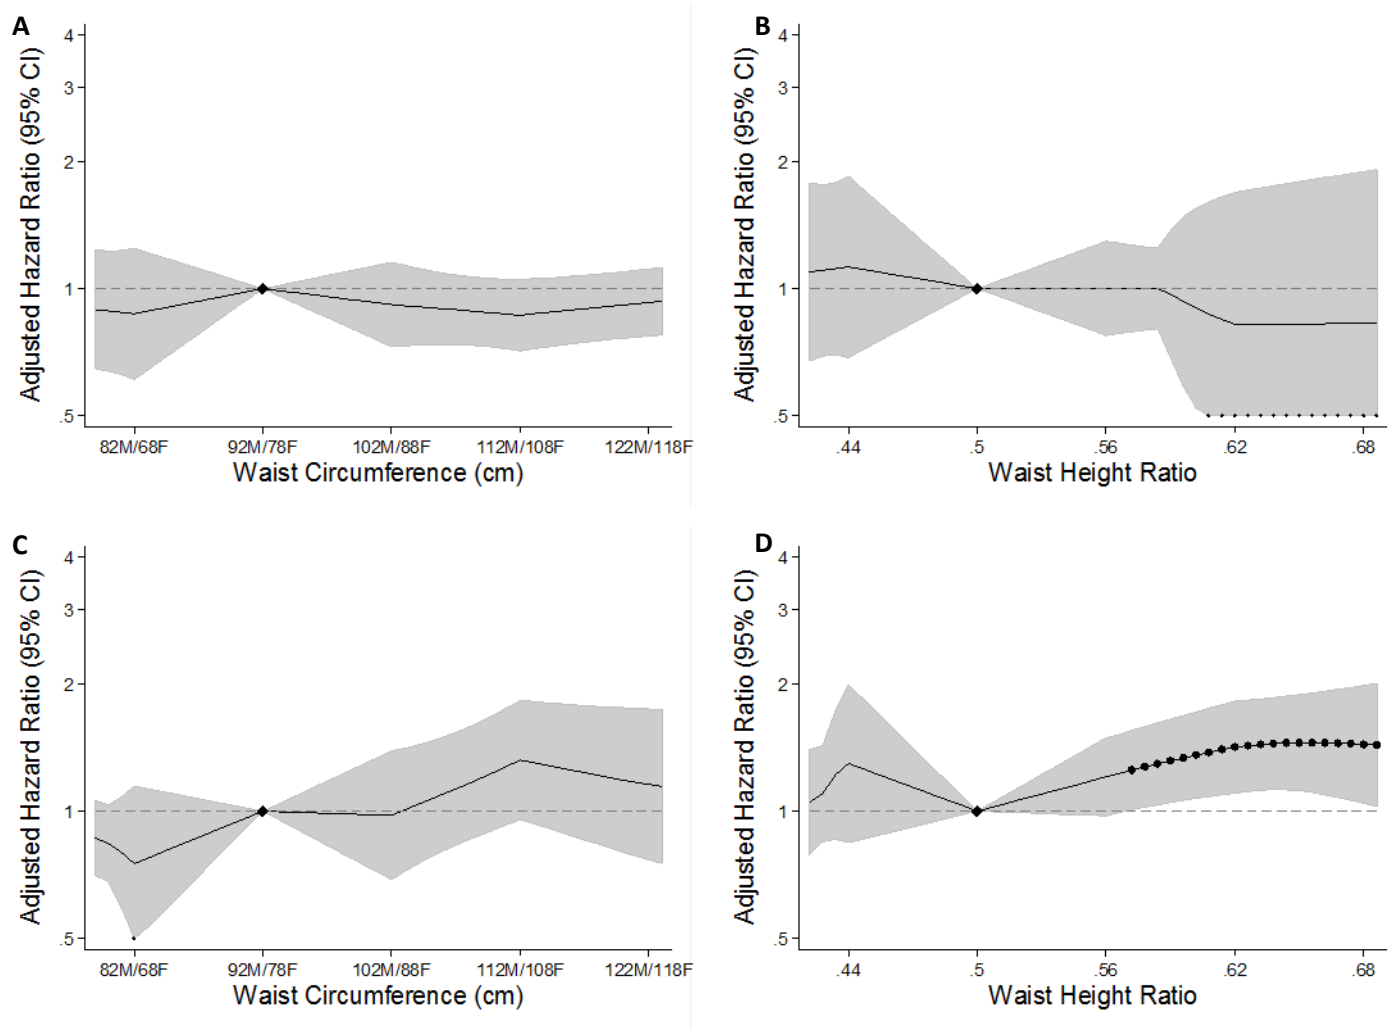 A
Adjusted Hazard Ratio (95% CI)
4
3
2
1
.5
82M/68F 92M/78F 102M/88F 112M/108F 122M/118F
Waist Circumference (cm)
B
Adjusted Hazard Ratio (95% CI)
4
3
2
1
.5
.44 .5 .56 .62 .68
Waist Height Ratio
C
Adjusted Hazard Ratio (95% CI)
4
3
2
1
.5
82M/68F 92M/78F 102M/88F 112M/108F 122M/118F
Waist Circumference (cm)
D
Adjusted Hazard Ratio (95% CI)
4
3
2
1
.5
.44 .5 .56 .62 .68
Waist Height Ratio